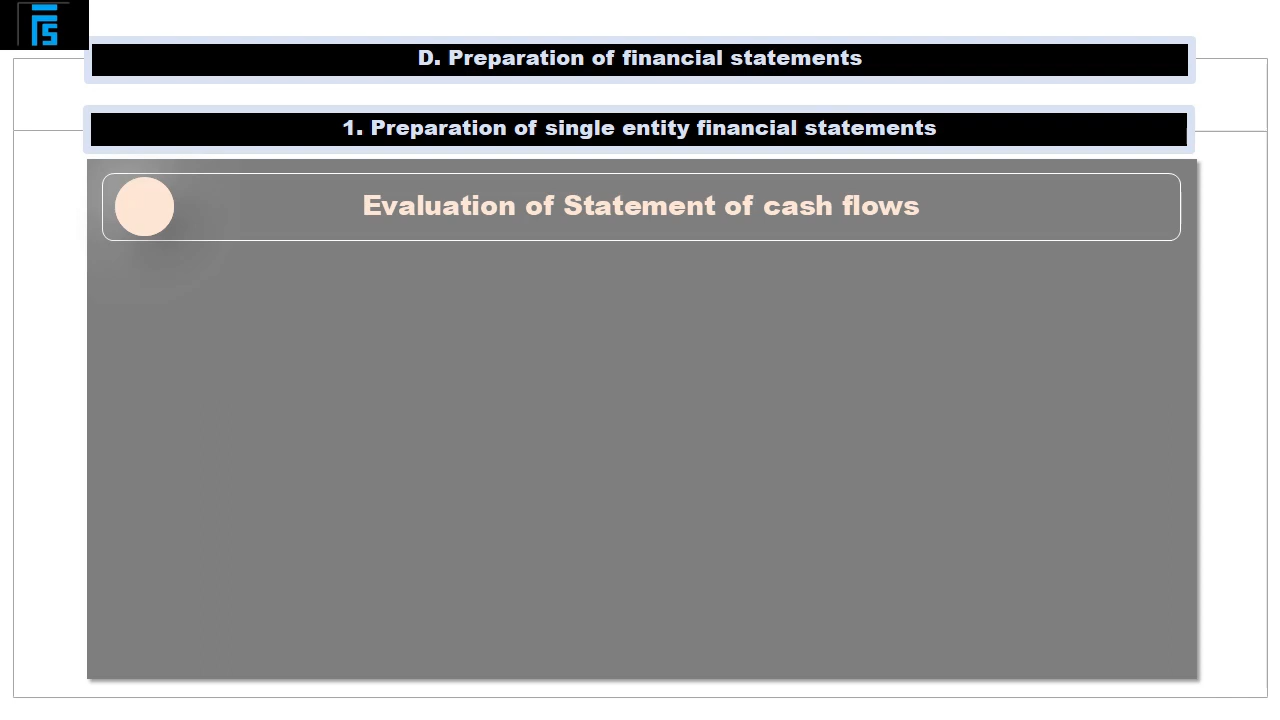 D. Preparation of financial statements
1. Preparation of single entity financial statements
Evaluation of Statement of cash flows